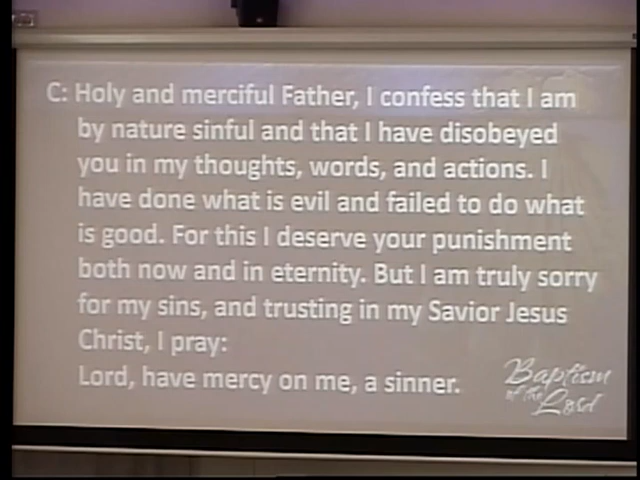 C: Holy and merciful Father, I confess that I am
by nature sinful and that I have disobeyed
you in my thoughts, words, and actions. I
have done what is evil and failed to do what
is good. For this I deserve your punishment
both now and in eternity. But I am truly sorry
for my sins, and trusting in my Savior Jesus
Christ, I pray:
Lord, have mercy on me, a sinner.
Baptism
of the
Lord